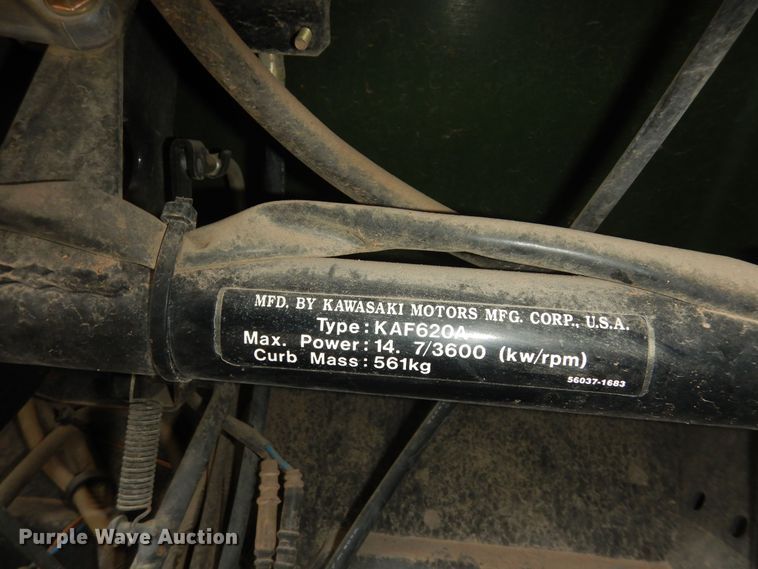 MFD. BY KAWASAKI MOTORS MFG. CORP., U.S.A.
Type: KAF620A
Max. Power: 14. 7/3600 (kw/rpm)
Curb Mass: 561kg
56037-1683
Purple Wave Auction